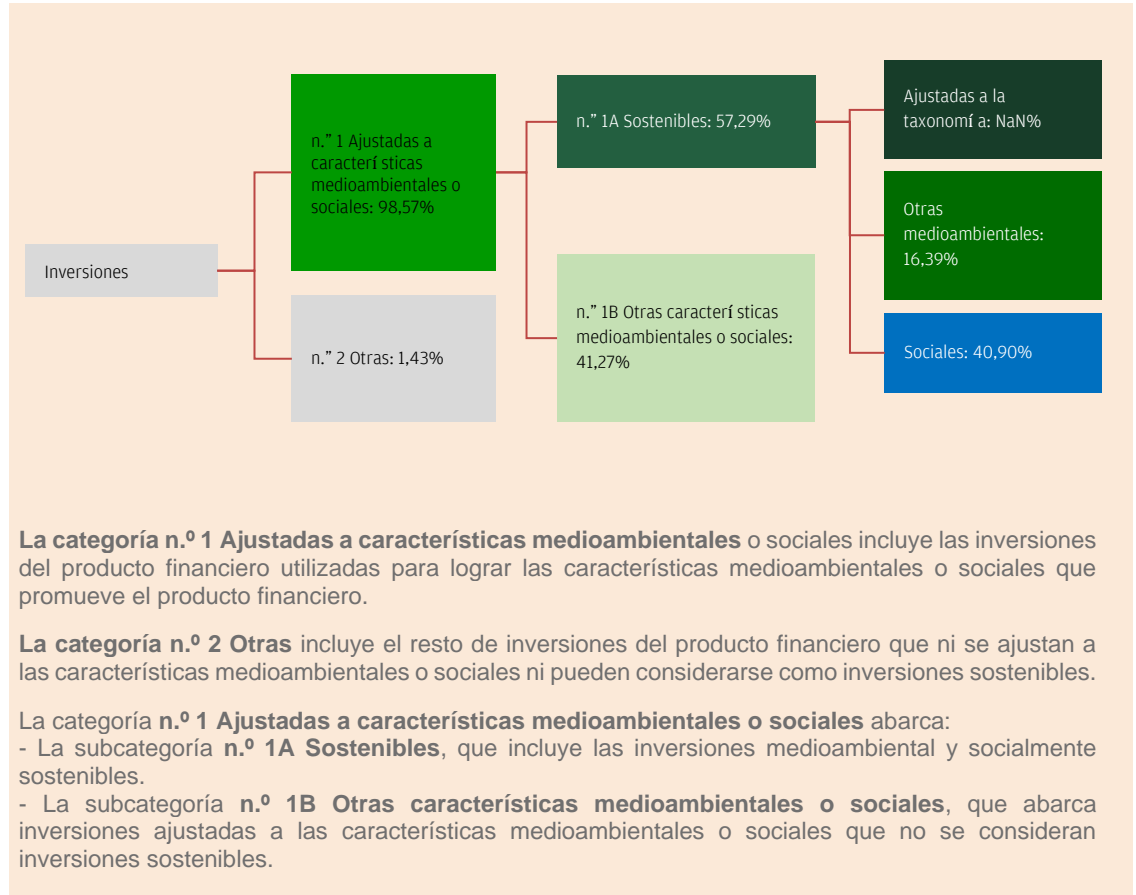 Inversiones
n.” 1 Ajustadas a
caracterí sticas
medioambientales o
sociales: 98,57%
n.” 2 Otras: 1,43%
n.” 1A Sostenibles: 57,29%
n.” 1B Otras caracterí sticas
medioambientales o sociales:
41,27%
Ajustadas a la
taxonomí a: NaN%
Otras
medioambientales:
16,39%
Sociales: 40,90%
La categoría n.º 1 Ajustadas a características medioambientales o sociales incluye las inversiones
del producto financiero utilizadas para lograr las características medioambientales o sociales que
promueve el producto financiero.
La categoría n.º 2 Otras incluye el resto de inversiones del producto financiero que ni se ajustan a
las características medioambientales o sociales ni pueden considerarse como inversiones sostenibles.
La categoría n.º 1 Ajustadas a características medioambientales o sociales abarca:
- La subcategoría n.º 1A Sostenibles, que incluye las inversiones medioambiental y socialmente
sostenibles.
- La subcategoría n.º 1B Otras características medioambientales o sociales, que abarca
inversiones ajustadas a las características medioambientales o sociales que no se consideran
inversiones sostenibles.